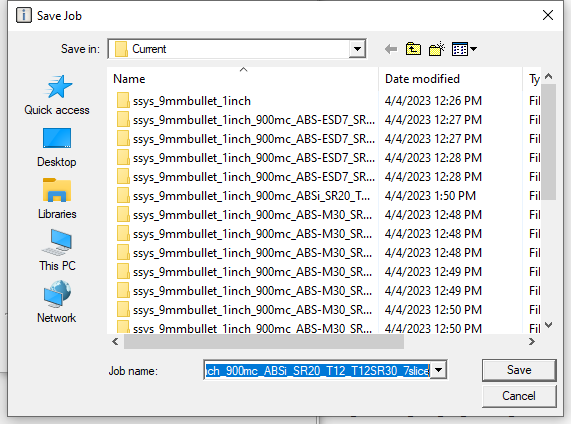 Save Job
Save in: Current
Name Date modified Ty
ssys_9mmbullet_1inch 4/4/2023 12:26 PM Fil
ssys_9mmbullet_1inch_900mc_ABS-ESD7_SR... 4/4/2023 12:27 PM Fil
ssys_9mmbullet_1inch_900mc_ABS-ESD7_SR... 4/4/2023 12:27 PM Fil
ssys_9mmbullet_1inch_900mc_ABS-ESD7_SR... 4/4/2023 12:28 PM Fil
ssys_9mmbullet_1inch_900mc_ABS-ESD7_SR... 4/4/2023 12:28 PM Fil
ssys_9mmbullet_1inch_900mc_ABSi_SR20_T... 4/4/2023 1:50 PM Fil
ssys_9mmbullet_1inch_900mc_ABS-M30_SR... 4/4/2023 12:48 PM Fil
ssys_9mmbullet_1inch_900mc_ABS-M30_SR... 4/4/2023 12:48 PM Fil
ssys_9mmbullet_1inch_900mc_ABS-M30_SR... 4/4/2023 12:48 PM Fil
ssys_9mmbullet_1inch_900mc_ABS-M30_SR... 4/4/2023 12:49 PM Fil
ssys_9mmbullet_1inch_900mc_ABS-M30_SR... 4/4/2023 12:49 PM Fil
ssys_9mmbullet_1inch_900mc_ABS-M30_SR... 4/4/2023 12:50 PM Fil
ssys_9mmbullet_1inch_900mc_ABS-M30_SR... 4/4/2023 12:50 PM Fil
Quick access
Desktop
Libraries
This PC
Network
Job name: ch_900mc_ABSi_SR20_T12_T12SR30_7slice
Save
Cancel